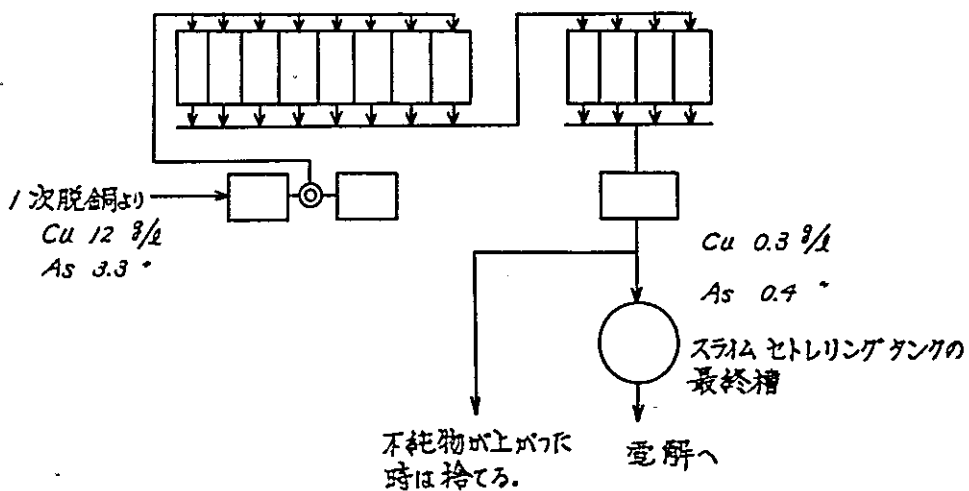 1次脱銅より
Cu 12 g/l
As 3.3 〃
Cu 0.3 g/l
As 0.4 〃
スライム セトレリング タンクの
最終槽
不純物が上がった
時は捨てる.
電解へ